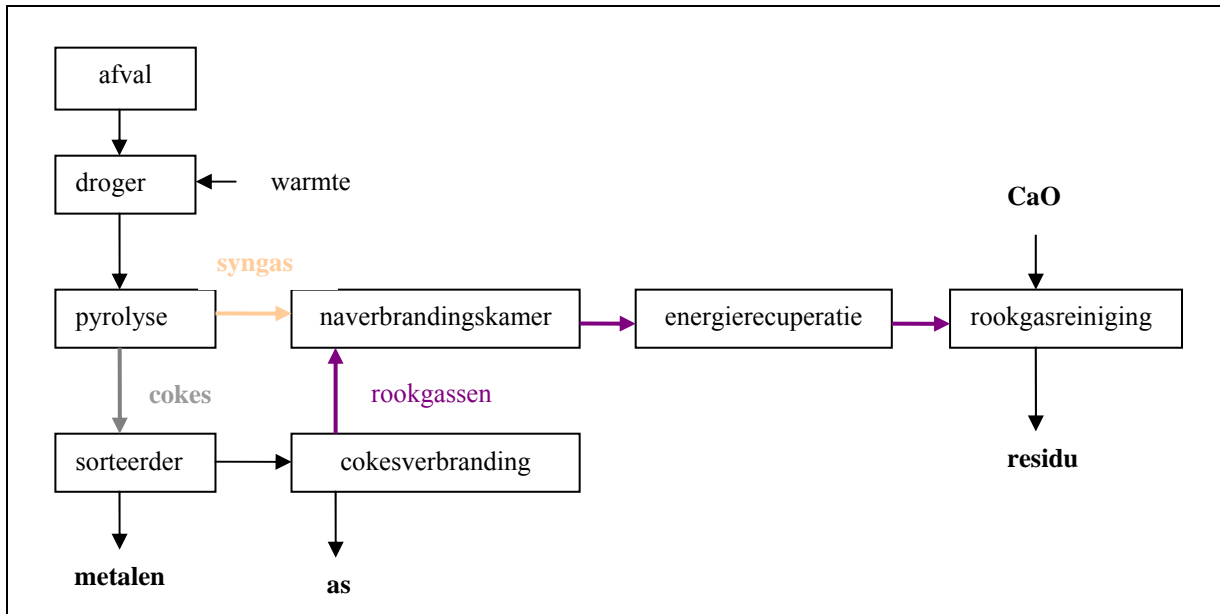 afval
droger
warmte
CaO
syngas
pyrolyse
naverbrandingskamer
energierecuperatie
rookgasreiniging
cokes
rookgassen
sorteerder
cokesverbranding
residu
metalen
as